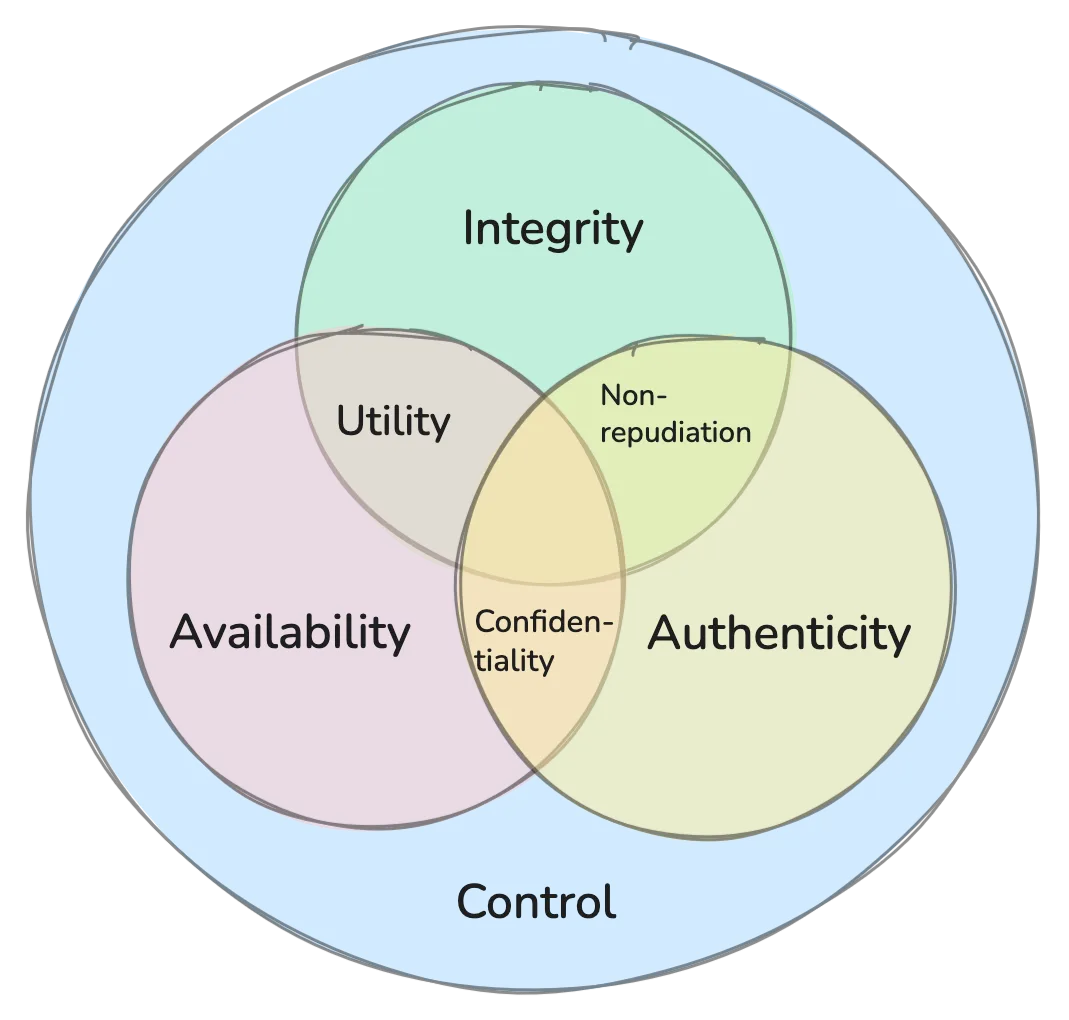 Integrity
Utility
Non-
repudiation
Availability
Confiden-
tiality
Authenticity
Control